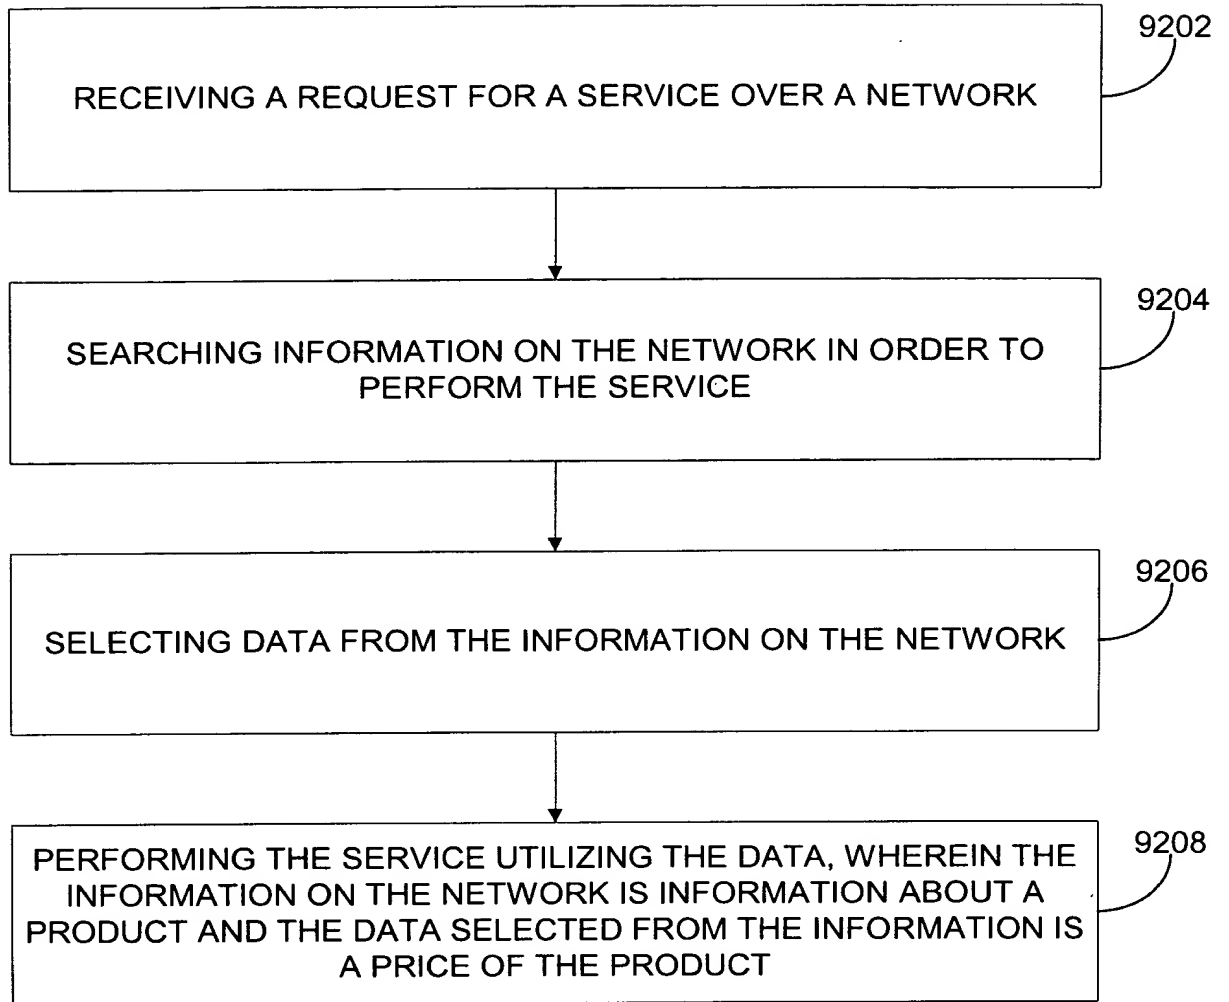 9202
RECEIVING A REQUEST FOR A SERVICE OVER A NETWORK
9204
SEARCHING INFORMATION ON THE NETWORK IN ORDER TO
PERFORM THE SERVICE
9206
SELECTING DATA FROM THE INFORMATION ON THE NETWORK
9208
PERFORMING THE SERVICE UTILIZING THE DATA, WHEREIN THE
INFORMATION ON THE NETWORK IS INFORMATION ABOUT A
PRODUCT AND THE DATA SELECTED FROM THE INFORMATION IS
A PRICE OF THE PRODUCT